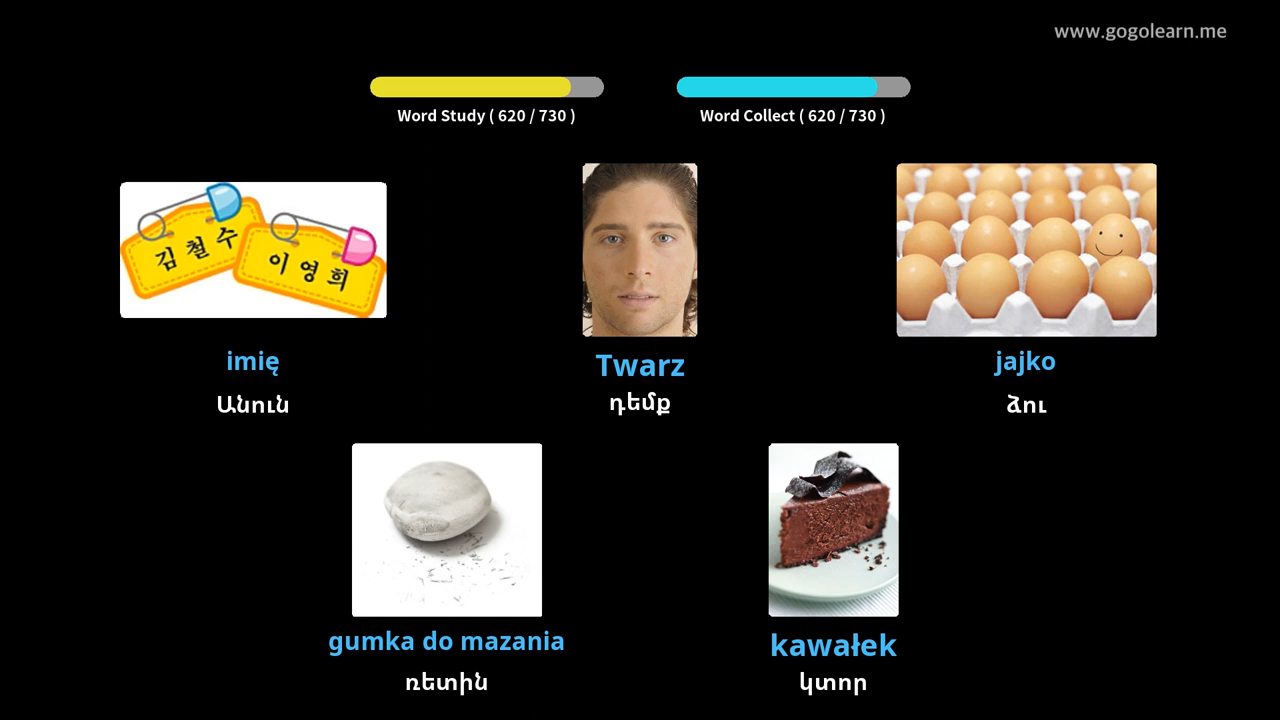 www.gogolearn.me
Word Study ( 620 / 730 )
Word Collect ( 620 / 730 )
김철수
이영희
imię
Անուն
Twarz
դեմք
jajko
ձու
gumka do mazania
ռետին
kawałek
կտոր